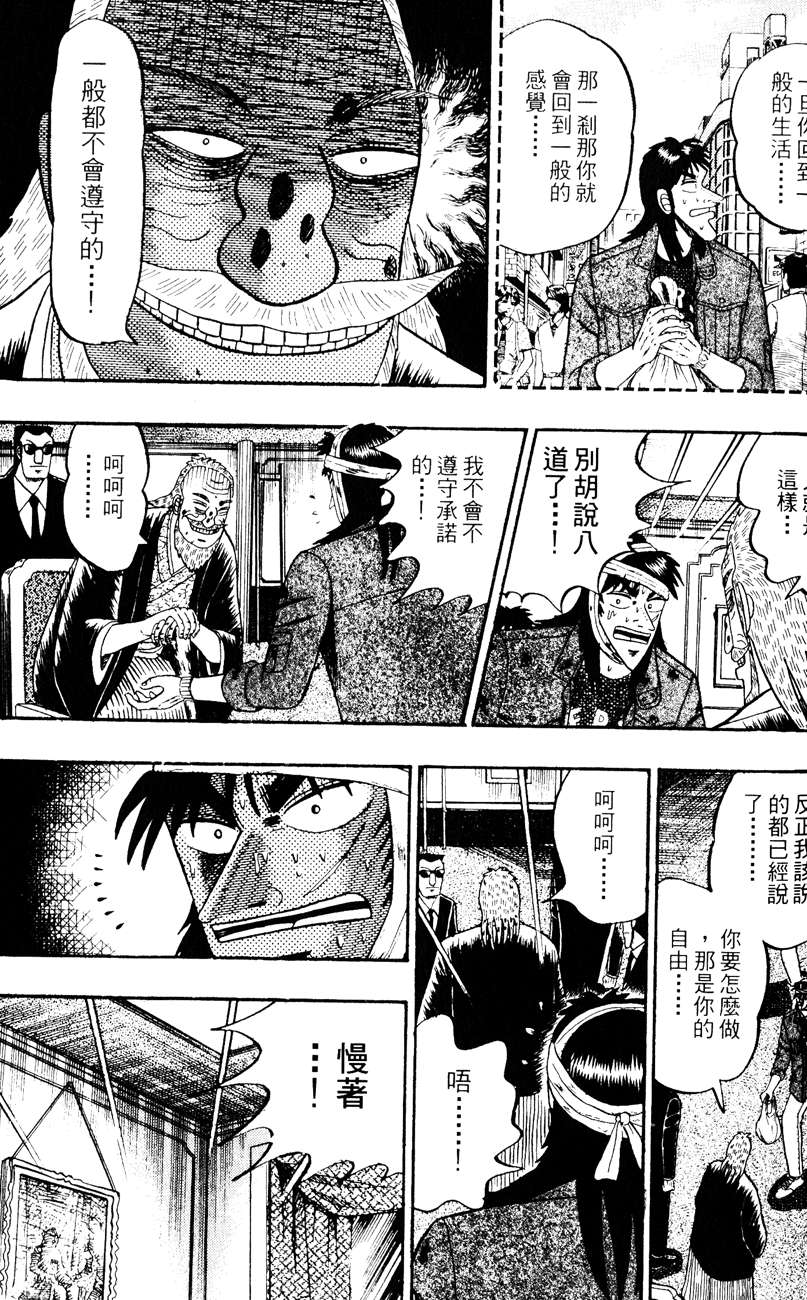 一旦你回到一
般的生活……
那一剎那你就
會回到一般的
感覺……
一般都不會遵守的…！
這樣…
別胡說八
道了…！
我不會不
遵守承諾
的…！
呵呵呵
………
反正我該說
的都已經說
了………
你要怎麼做
，那是你的
自由……
呵呵呵……
唔……！
慢著
…！